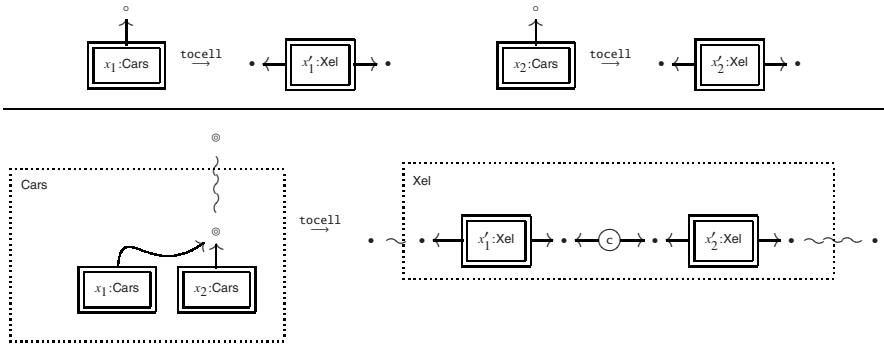 x₁:Cars tocell x′₁:Xel x₂:Cars tocell x′₂:Xel
Cars tocell Xel
x′₁:Xel c x′₂:Xel
x₁:Cars x₂:Cars